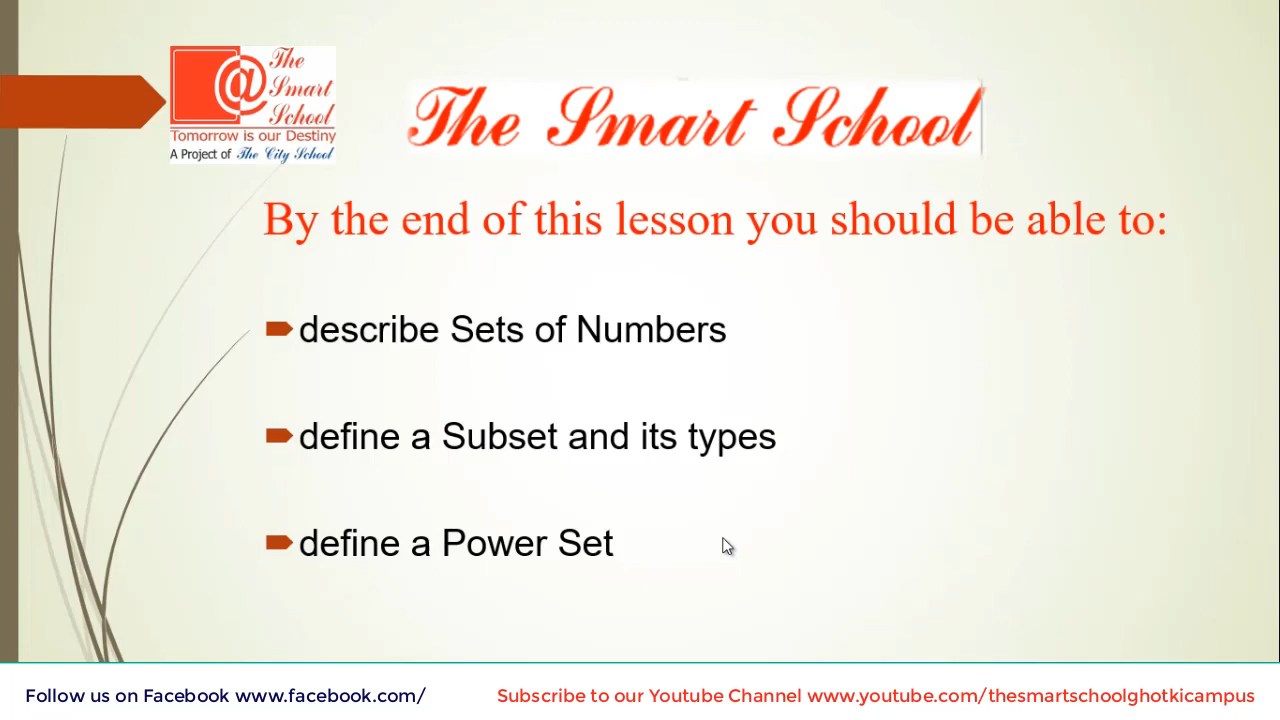 @ The
Smart
School
Tomorrow is our Destiny
A Project of The City School
The Smart School
By the end of this lesson you should be able to:
describe Sets of Numbers
define a Subset and its types
define a Power Set
Follow us on Facebook www.facebook.com/
Subscribe to our Youtube Channel www.youtube.com/thesmartschoolghotkicampus